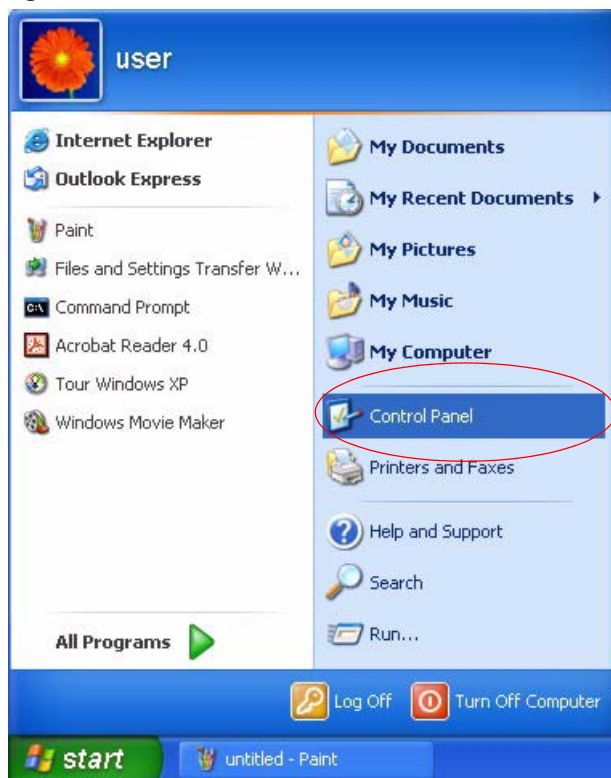 user
Internet Explorer
Outlook Express
Paint
Files and Settings Transfer W...
Command Prompt
Acrobat Reader 4.0
Tour Windows XP
Windows Movie Maker
All Programs
My Documents
My Recent Documents
My Pictures
My Music
My Computer
Control Panel
Printers and Faxes
Help and Support
Search
Run...
Log Off
Turn Off Computer
start
untitled - Paint